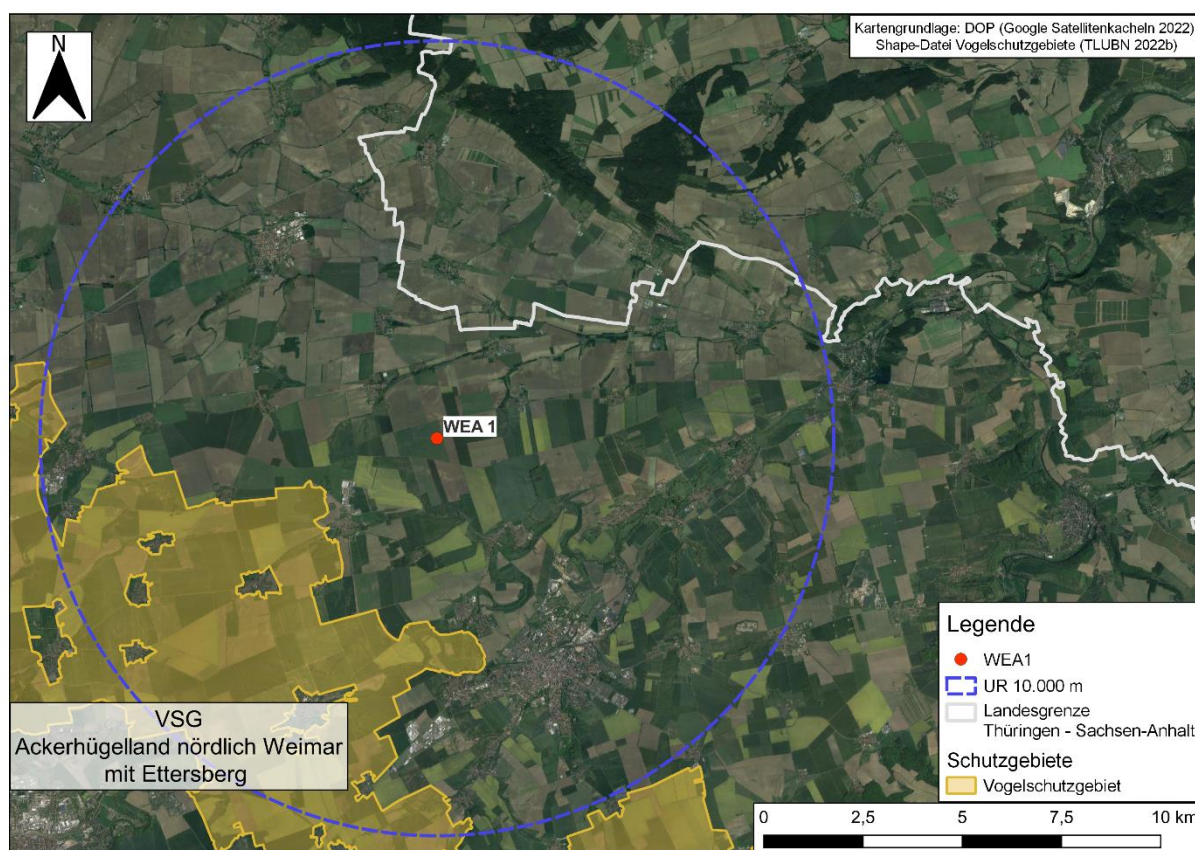 Kartengrundlage: DOP (Google Satellitenkacheln 2022)
Shape-Datei Vogelschutzgebiete (TLUBN 2022b)
N
WEA 1
VSG
Ackerhügelland nördlich Weimar
mit Ettersberg
Legende
WEA1
UR 10.000 m
Landesgrenze
Thüringen - Sachsen-Anhalt
Schutzgebiete
Vogelschutzgebiet
0 2,5 5 7,5 10 km